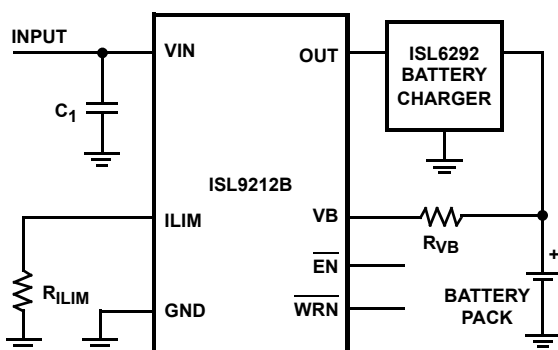 INPUT
VIN
OUT
ISL6292
BATTERY
CHARGER
C1
ISL9212B
ILIM
VB
RVB
EN
+
RILIM
GND
WRN
BATTERY
PACK